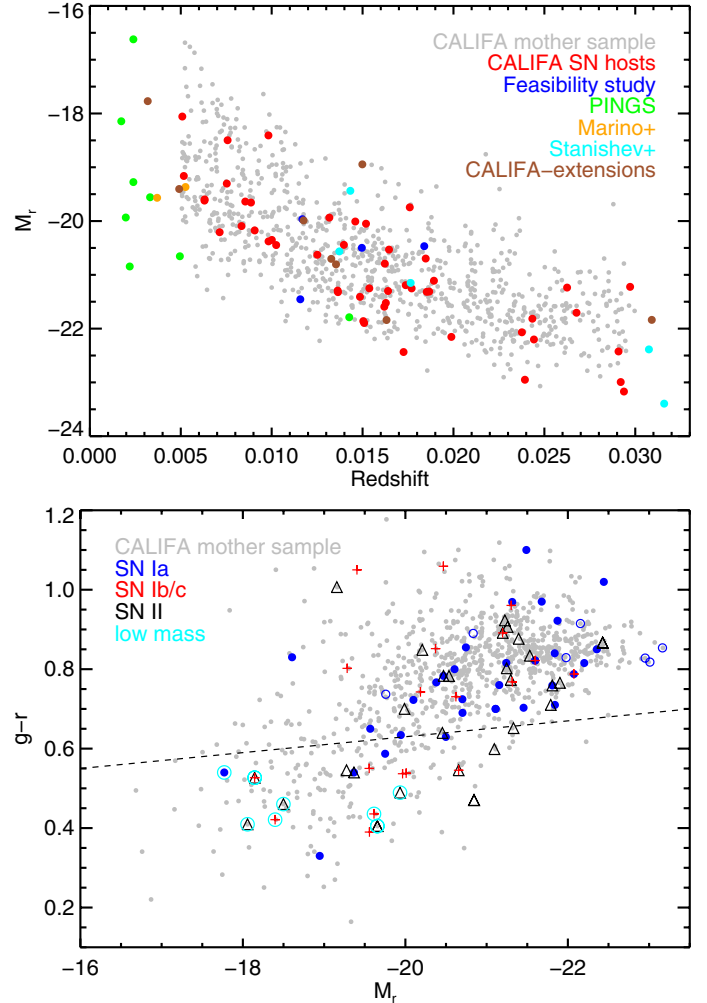 −16
−18
−20
−22
−24
M_r
CALIFA mother sample
CALIFA SN hosts
Feasibility study
PINGS
Marino+
Stanishev+
CALIFA−extensions
0.000 0.005 0.010 0.015 0.020 0.025 0.030
Redshift
1.2
1.0
0.8
0.6
0.4
0.2
g−r
CALIFA mother sample
SN Ia
SN Ib/c
SN II
low mass
−16 −18 −20 −22
M_r